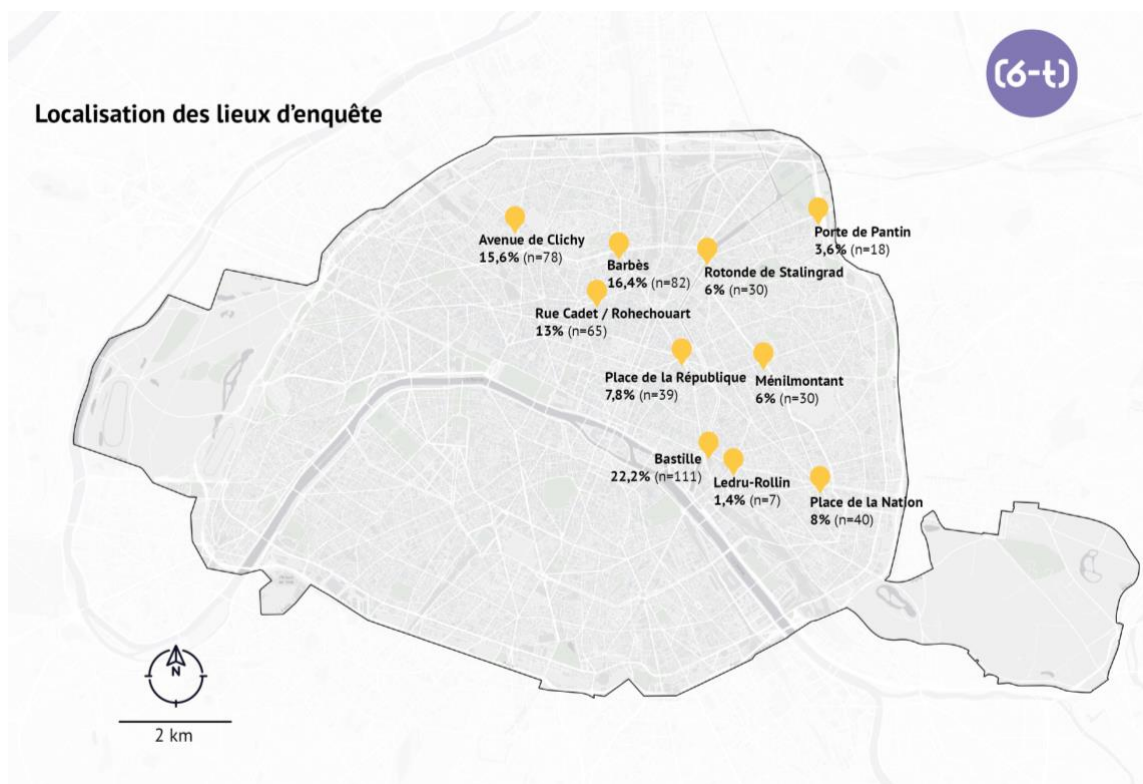 (6-t)
Localisation des lieux d'enquête
Avenue de Clichy
15,6% (n=78)
Barbès
16,4% (n=82)
Rotonde de Stalingrad
6% (n=30)
Porte de Pantin
3,6% (n=18)
Rue Cadet / Rohechouart
13% (n=65)
Place de la République
7,8% (n=39)
Ménilmontant
6% (n=30)
Bastille
22,2% (n=111)
Ledru-Rollin
1,4% (n=7)
Place de la Nation
8% (n=40)
N
2 km